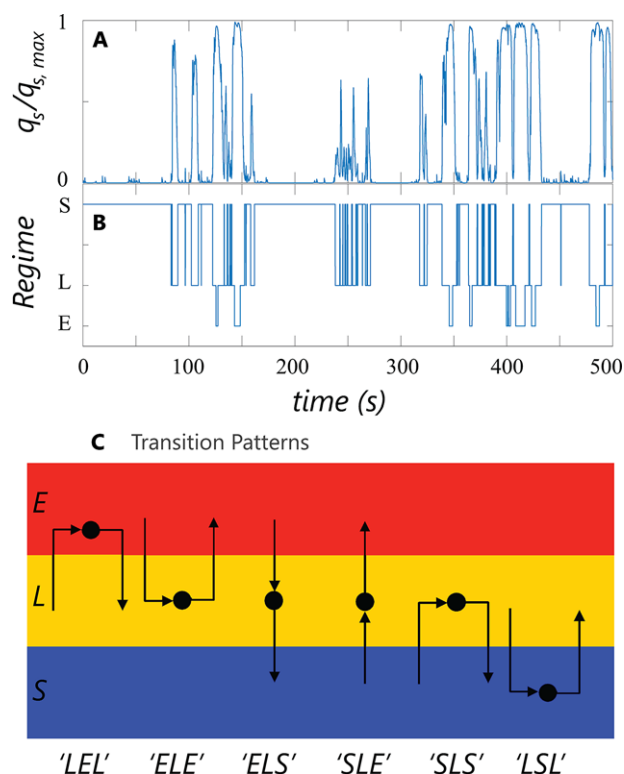 A
1
q_s/q_s, max
0
B
S
Regime
L
E
0 100 200 300 400 500
time (s)
C Transition Patterns
E
L
S
'LEL' 'ELE' 'ELS' 'SLE' 'SLS' 'LSL'